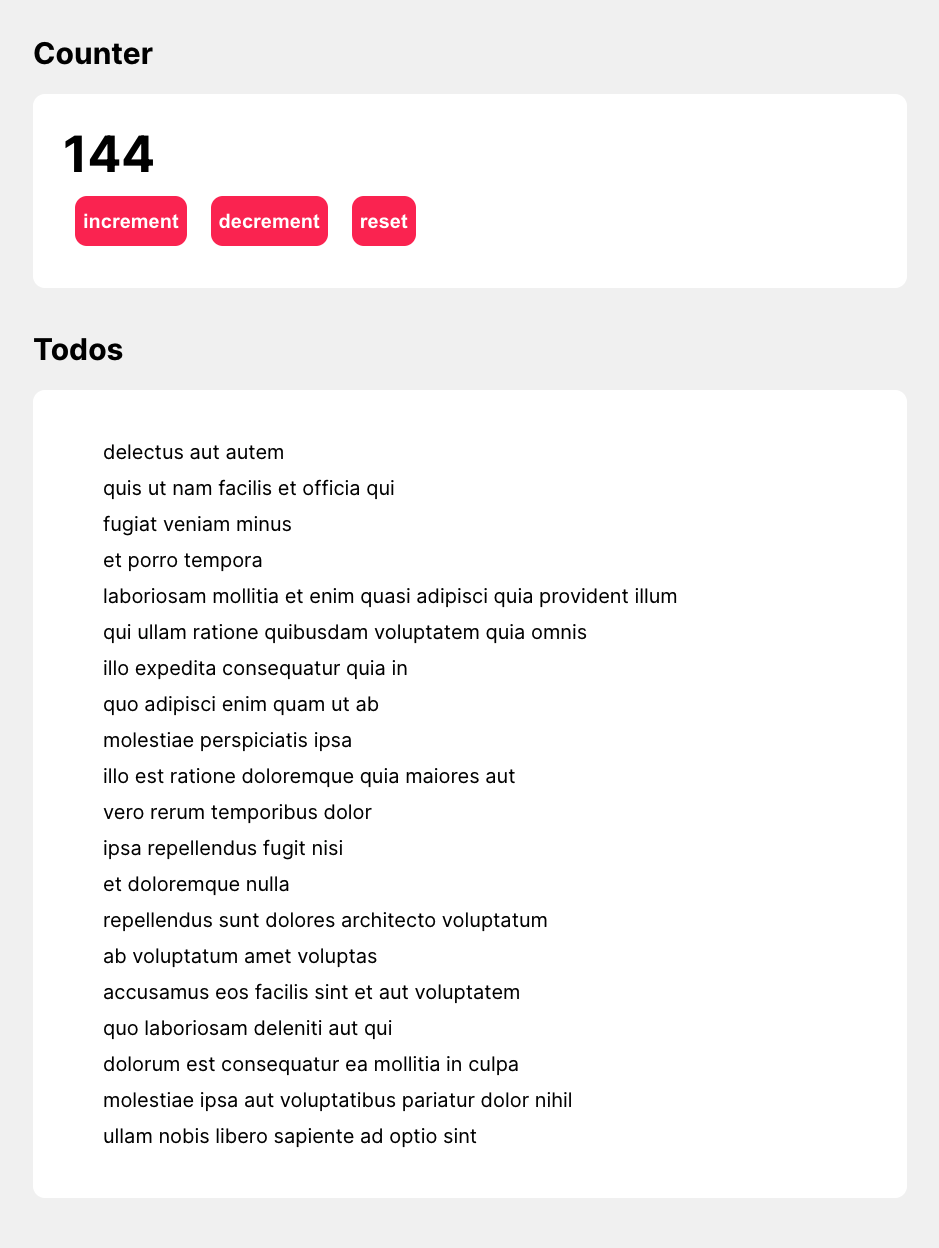 Counter
144
increment decrement reset
Todos
delectus aut autem
quis ut nam facilis et officia qui
fugiat veniam minus
et porro tempora
laboriosam mollitia et enim quasi adipisci quia provident illum
qui ullam ratione quibusdam voluptatem quia omnis
illo expedita consequatur quia in
quo adipisci enim quam ut ab
molestiae perspiciatis ipsa
illo est ratione doloremque quia maiores aut
vero rerum temporibus dolor
ipsa repellendus fugit nisi
et doloremque nulla
repellendus sunt dolores architecto voluptatum
ab voluptatum amet voluptas
accusamus eos facilis sint et aut voluptatem
quo laboriosam deleniti aut qui
dolorum est consequatur ea mollitia in culpa
molestiae ipsa aut voluptatibus pariatur dolor nihil
ullam nobis libero sapiente ad optio sint